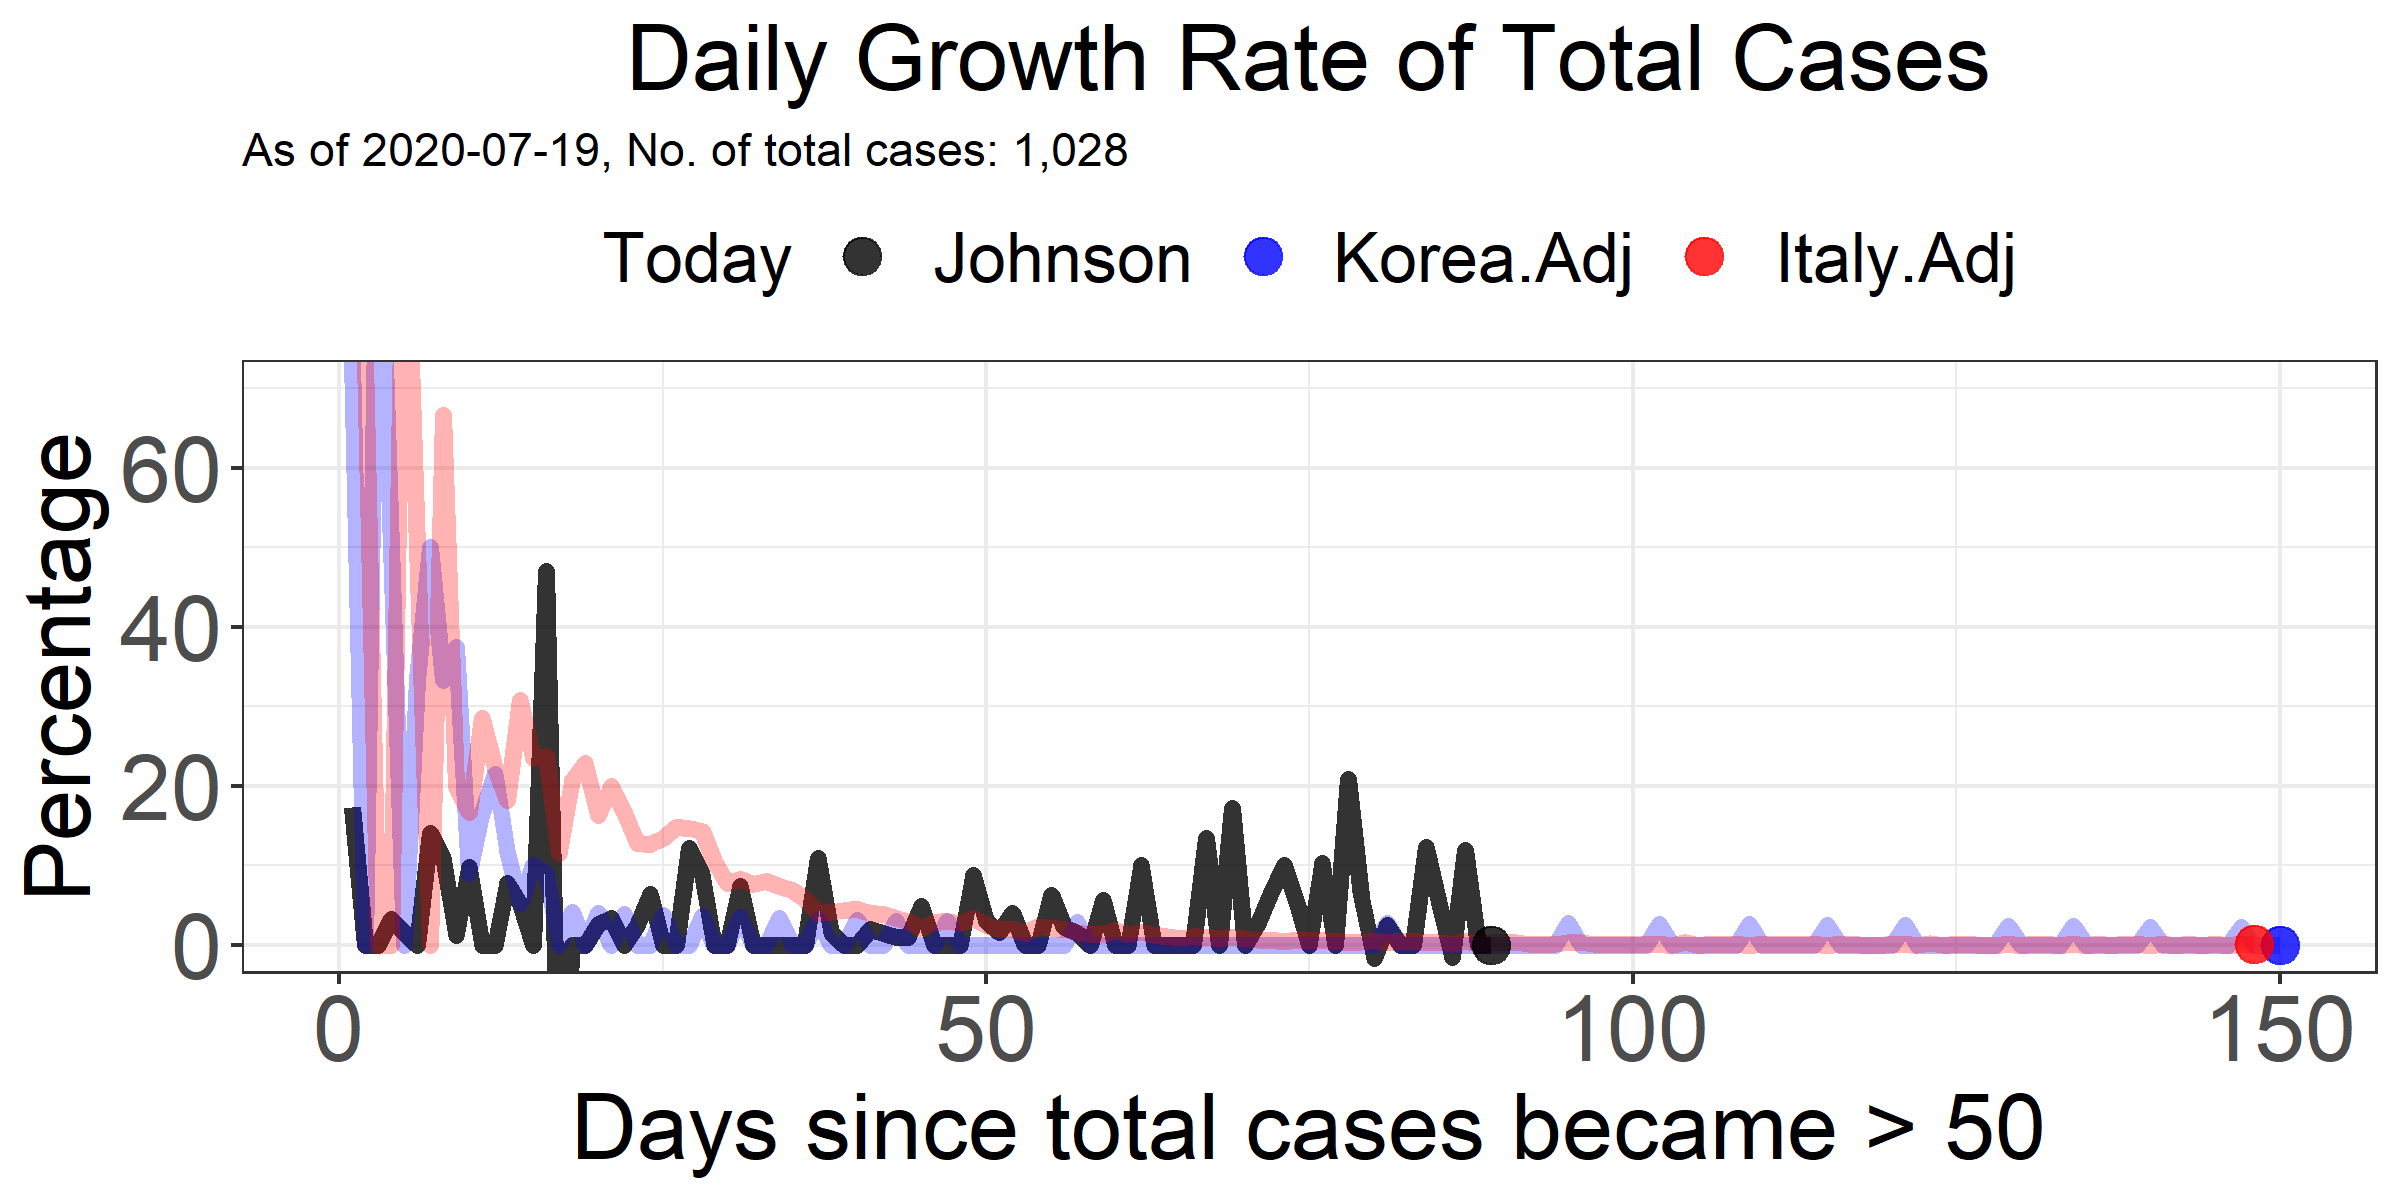 Daily Growth Rate of Total Cases
As of 2020-07-19, No. of total cases: 1,028
Today Johnson Korea.Adj Italy.Adj
Percentage
60
40
20
0
0 50 100 150
Days since total cases became > 50